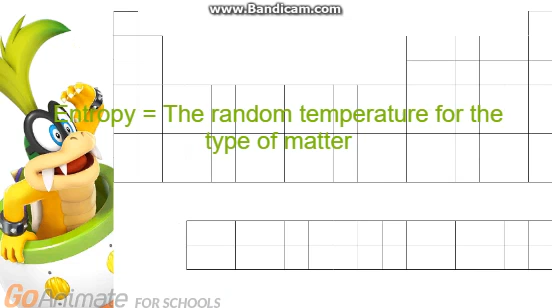 www.Bandicam.com
Entropy = The random temperature for the
type of matter
GoAnimate FOR SCHOOLS